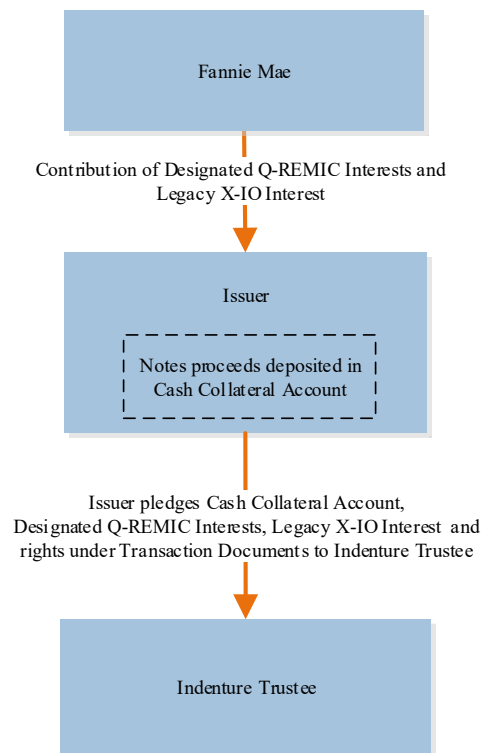 Fannie Mae
Contribution of Designated Q-REMIC Interests and
Legacy X-IO Interest
Issuer
Notes proceeds deposited in
Cash Collateral Account
Issuer pledges Cash Collateral Account,
Designated Q-REMIC Interests, Legacy X-IO Interest and
rights under Transaction Documents to Indenture Trustee
Indenture Trustee